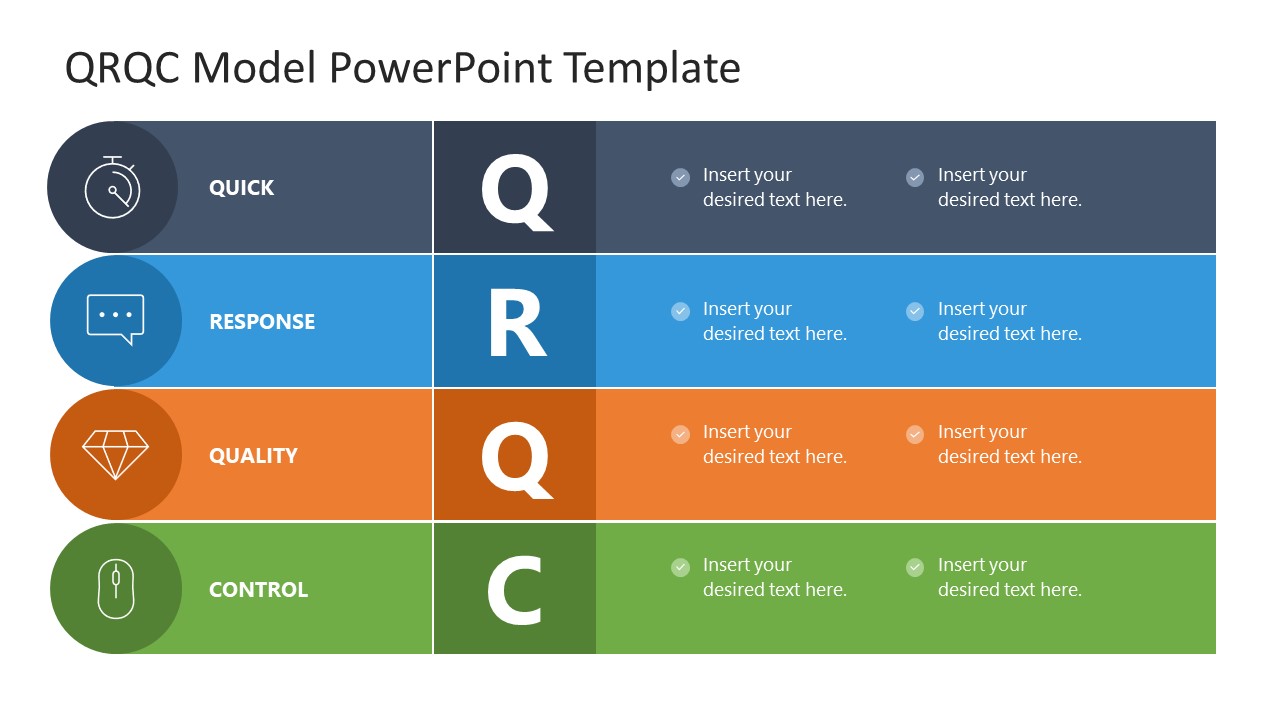 QRQC Model PowerPoint Template
QUICK
Q
Insert your
desired text here.
Insert your
desired text here.
RESPONSE
R
Insert your
desired text here.
Insert your
desired text here.
QUALITY
Q
Insert your
desired text here.
Insert your
desired text here.
CONTROL
C
Insert your
desired text here.
Insert your
desired text here.